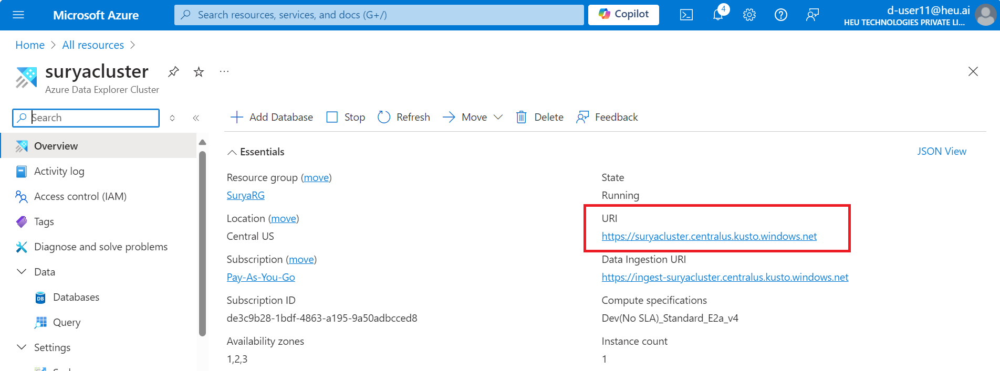 Microsoft Azure
Search resources, services, and docs (G+/)
Copilot
4
d-user11@heu.ai
HEU TECHNOLOGIES PRIVATE LI...
Home > All resources >
suryacluster
Azure Data Explorer Cluster
Search
Add Database
Stop
Refresh
Move
Delete
Feedback
Overview
Activity log
Access control (IAM)
Tags
Diagnose and solve problems
Data
Databases
Query
Settings
Essentials
JSON View
Resource group (move)
SuryaRG
Location (move)
Central US
Subscription (move)
Pay-As-You-Go
Subscription ID
de3c9b28-1bdf-4863-a195-9a50adbcced8
Availability zones
1,2,3
State
Running
URI
https://suryacluster.centralus.kusto.windows.net
Data Ingestion URI
https://ingest-suryacluster.centralus.kusto.windows.net
Compute specifications
Dev(No SLA)_Standard_E2a_v4
Instance count
1